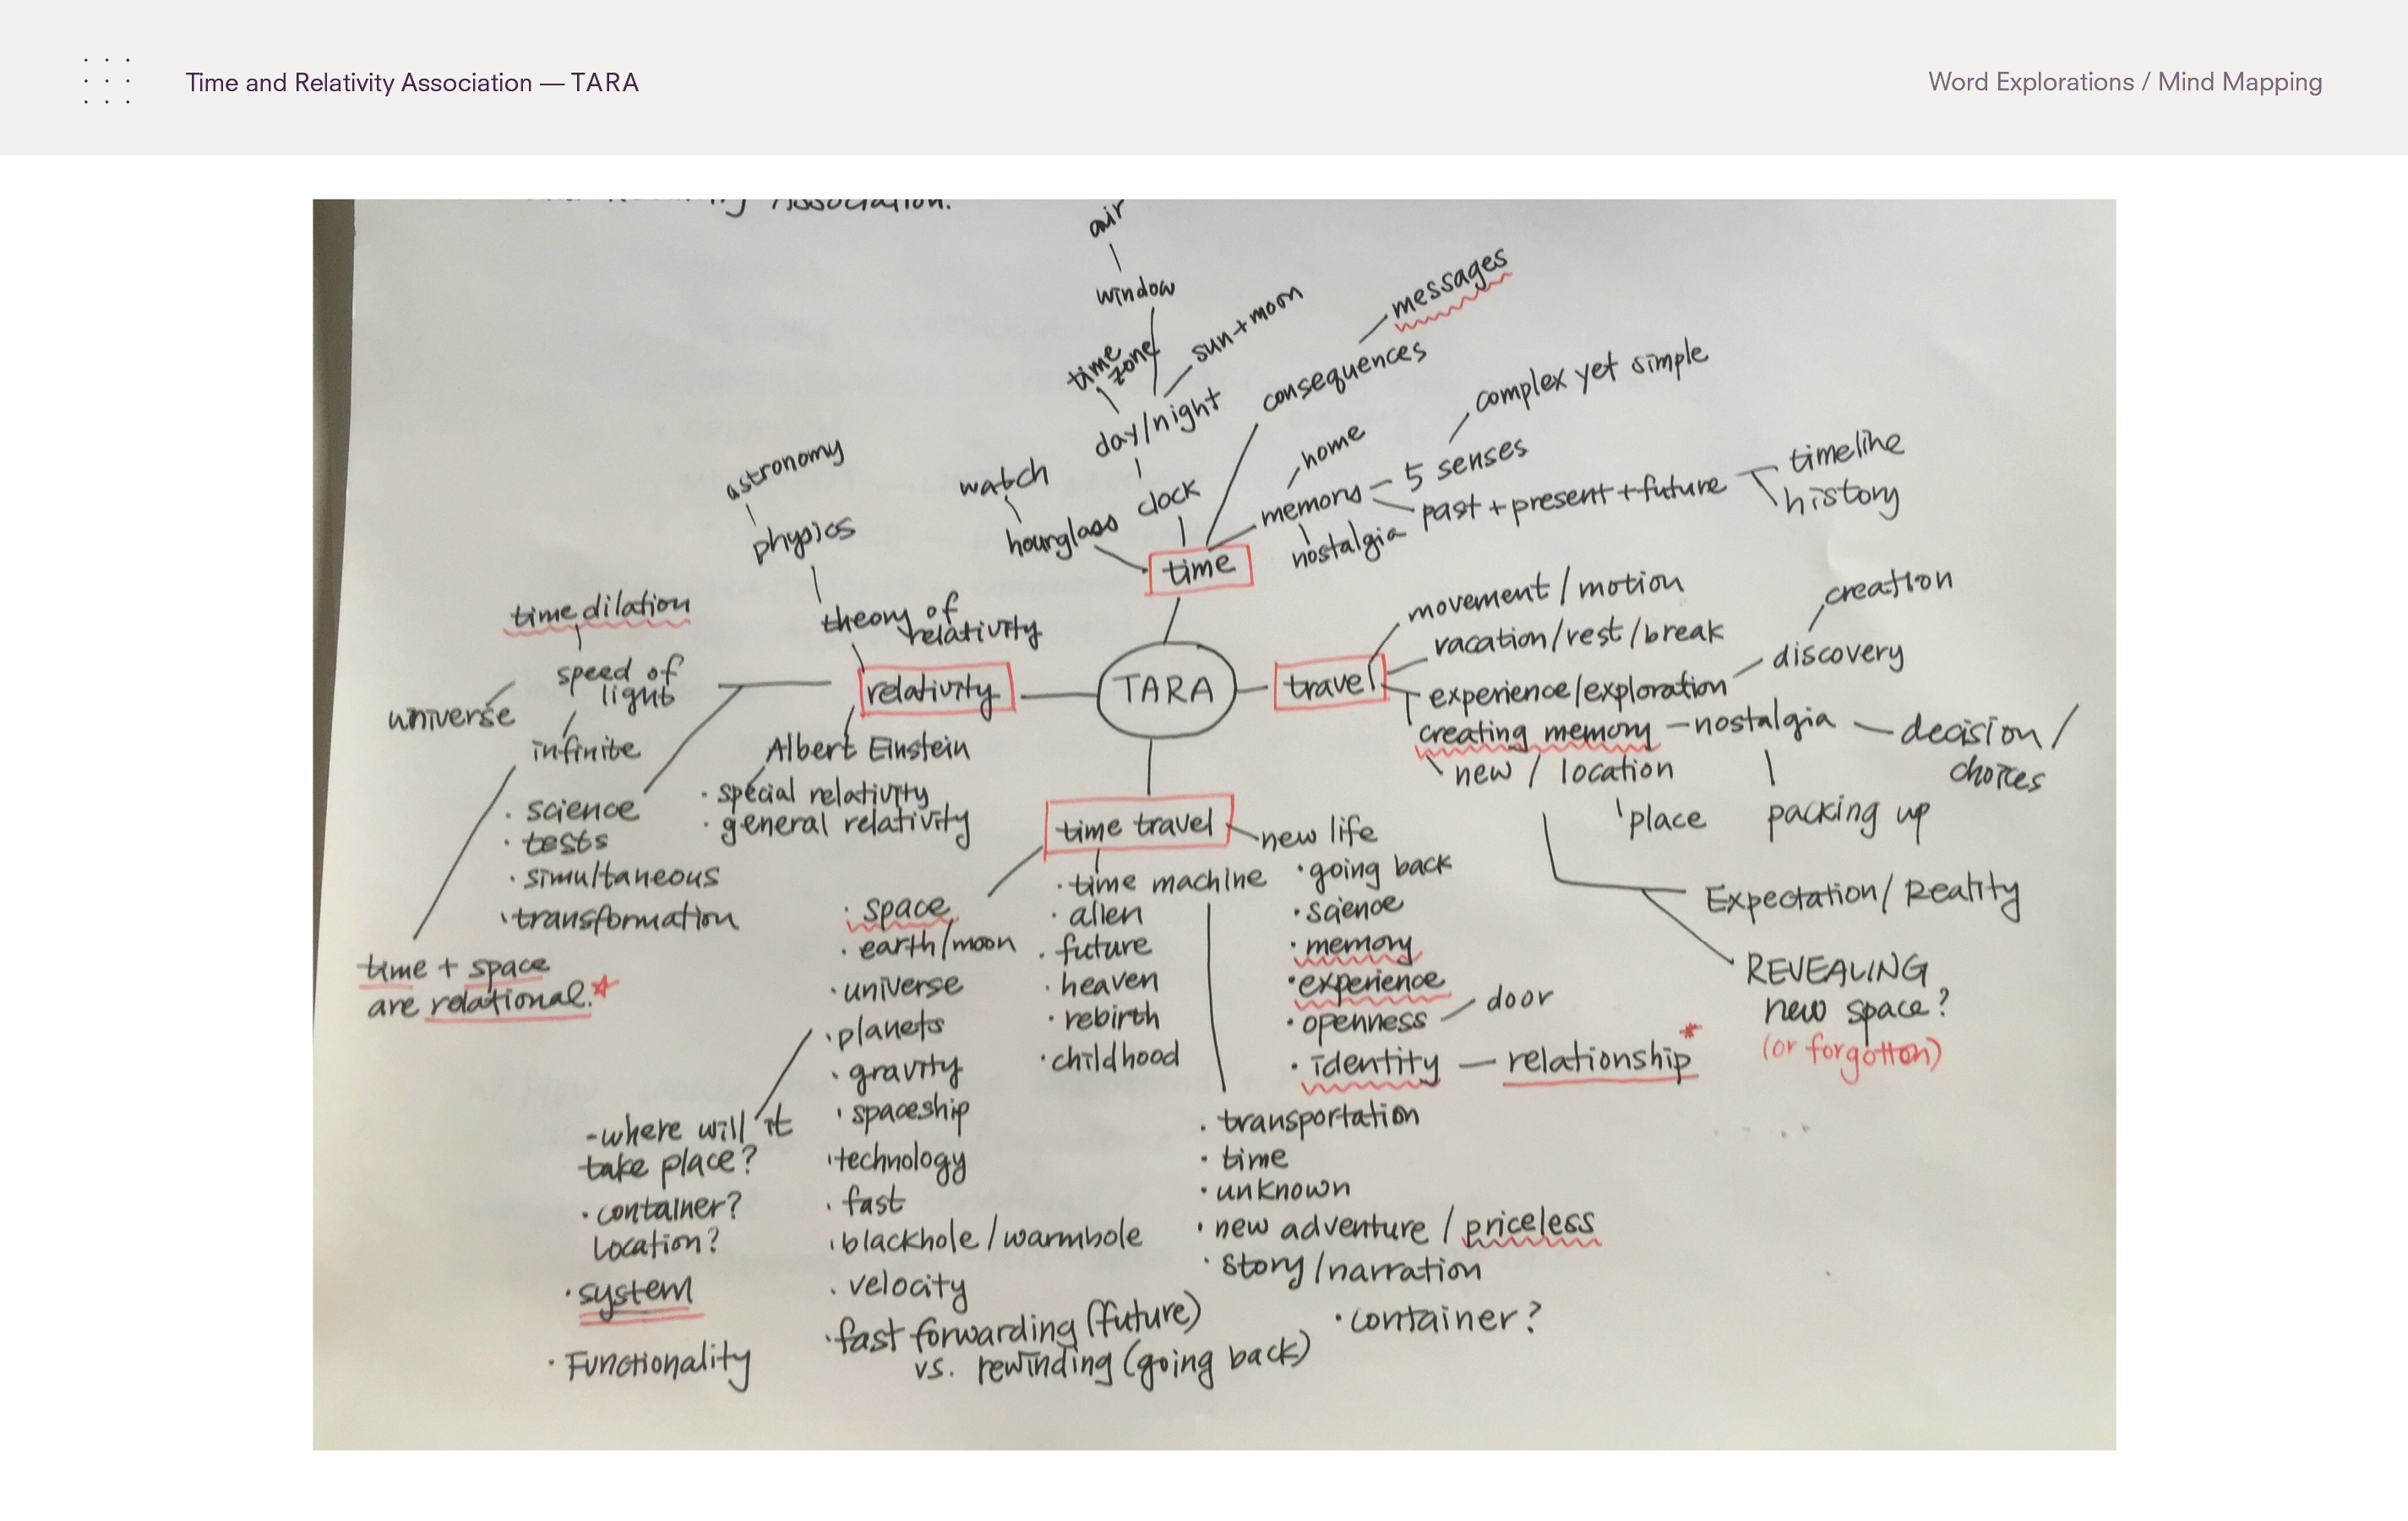 Time and Relativity Association — TARA
Word Explorations / Mind Mapping
Association.
air
window
messages
time
zone
sun + moon
consequences
complex yet simple
day/night
home
5 senses
timeline
astronomy
watch
clock
memory
past + present + future
history
physics
hourglass
nostalgia
time
movement / motion
creation
time dilation
theory of
relativity
vacation/rest/break
discovery
speed of
light
relativity
TARA
travel
experience/exploration
universe
infinite
Albert Einstein
creating memory
nostalgia
decision /
choices
new / location
place
packing up
· science
· tests
· simultaneous
· transformation
· special relativity
· general relativity
time travel
new life
· time machine
· alien
· future
· heaven
· rebirth
· childhood
· going back
· science
· memory
· experience
· openness
door
· identity — relationship*
Expectation/Reality
REVEALING
new space?
(or forgotten)
time + space
are relational.
· space
· earth/moon
· universe
· planets
· gravity
· spaceship
· technology
· fast
· blackhole/warmhole
· velocity
· fast forwarding (future)
vs. rewinding (going back)
- where will it
take place?
· container?
location?
· system
· Functionality
· transportation
· time
· unknown
· new adventure / priceless
· story/narration
· container?